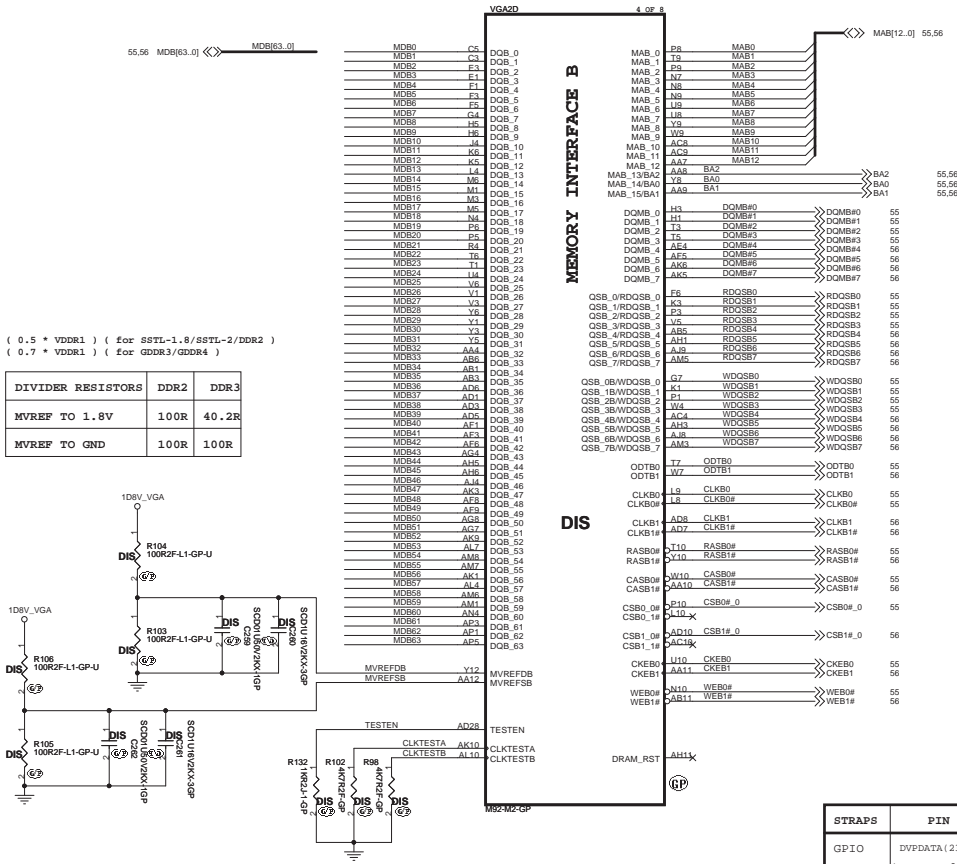 VGA2D 4 OF 8
55,56 MDB[63..0] MDB[63..0]
MDB0 C5 DQB_0
MDB1 C3 DQB_1
MDB2 E3 DQB_2
MDB3 E1 DQB_3
MDB4 F1 DQB_4
MDB5 F3 DQB_5
MDB6 F5 DQB_6
MDB7 G4 DQB_7
MDB8 H5 DQB_8
MDB9 H6 DQB_9
MDB10 J4 DQB_10
MDB11 K6 DQB_11
MDB12 K5 DQB_12
MDB13 L4 DQB_13
MDB14 M6 DQB_14
MDB15 M1 DQB_15
MDB16 M3 DQB_16
MDB17 M5 DQB_17
MDB18 N4 DQB_18
MDB19 P6 DQB_19
MDB20 P5 DQB_20
MDB21 R4 DQB_21
MDB22 T6 DQB_22
MDB23 T1 DQB_23
MDB24 U4 DQB_24
MDB25 V6 DQB_25
MDB26 V1 DQB_26
MDB27 V3 DQB_27
MDB28 Y6 DQB_28
MDB29 Y1 DQB_29
MDB30 Y3 DQB_30
MDB31 Y5 DQB_31
MDB32 AA4 DQB_32
MDB33 AB6 DQB_33
MDB34 AB1 DQB_34
MDB35 AB3 DQB_35
MDB36 AD6 DQB_36
MDB37 AD1 DQB_37
MDB38 AD3 DQB_38
MDB39 AD5 DQB_39
MDB40 AF1 DQB_40
MDB41 AF3 DQB_41
MDB42 AF6 DQB_42
MDB43 AG4 DQB_43
MDB44 AH5 DQB_44
MDB45 AH6 DQB_45
MDB46 AJ4 DQB_46
MDB47 AK3 DQB_47
MDB48 AF8 DQB_48
MDB49 AF9 DQB_49
MDB50 AG8 DQB_50
MDB51 AG7 DQB_51
MDB52 AK9 DQB_52
MDB53 AL7 DQB_53
MDB54 AM8 DQB_54
MDB55 AM7 DQB_55
MDB56 AK1 DQB_56
MDB57 AL4 DQB_57
MDB58 AM6 DQB_58
MDB59 AM1 DQB_59
MDB60 AN4 DQB_60
MDB61 AP3 DQB_61
MDB62 AP1 DQB_62
MDB63 AP5 DQB_63
MVREFDB Y12 MVREFDB
MVREFSB AA12 MVREFSB
TESTEN AD28 TESTEN
CLKTESTA AK10 CLKTESTA
CLKTESTB AL10 CLKTESTB
MEMORY INTERFACE B
DIS
MAB[12..0] 55,56
MAB_0 P8 MAB0
MAB_1 T9 MAB1
MAB_2 P9 MAB2
MAB_3 N7 MAB3
MAB_4 N8 MAB4
MAB_5 N9 MAB5
MAB_6 U9 MAB6
MAB_7 U8 MAB7
MAB_8 Y9 MAB8
MAB_9 W9 MAB9
MAB_10 AC8 MAB10
MAB_11 AC9 MAB11
MAB_12 AA7 MAB12
MAB_13/BA2 AA8 BA2 BA2 55,56
MAB_14/BA0 Y8 BA0 BA0 55,56
MAB_15/BA1 AA9 BA1 BA1 55,56
DQMB_0 H3 DQMB#0 DQMB#0 55
DQMB_1 H1 DQMB#1 DQMB#1 55
DQMB_2 T3 DQMB#2 DQMB#2 55
DQMB_3 T5 DQMB#3 DQMB#3 55
DQMB_4 AE4 DQMB#4 DQMB#4 56
DQMB_5 AF5 DQMB#5 DQMB#5 56
DQMB_6 AK6 DQMB#6 DQMB#6 56
DQMB_7 AK5 DQMB#7 DQMB#7 56
QSB_0/RDQSB_0 F6 RDQSB0 RDQSB0 55
QSB_1/RDQSB_1 K3 RDQSB1 RDQSB1 55
QSB_2/RDQSB_2 P3 RDQSB2 RDQSB2 55
QSB_3/RDQSB_3 V5 RDQSB3 RDQSB3 55
QSB_4/RDQSB_4 AB5 RDQSB4 RDQSB4 56
QSB_5/RDQSB_5 AH1 RDQSB5 RDQSB5 56
QSB_6/RDQSB_6 AJ9 RDQSB6 RDQSB6 56
QSB_7/RDQSB_7 AM5 RDQSB7 RDQSB7 56
QSB_0B/WDQSB_0 G7 WDQSB0 WDQSB0 55
QSB_1B/WDQSB_1 K1 WDQSB1 WDQSB1 55
QSB_2B/WDQSB_2 P1 WDQSB2 WDQSB2 55
QSB_3B/WDQSB_3 W4 WDQSB3 WDQSB3 55
QSB_4B/WDQSB_4 AC4 WDQSB4 WDQSB4 56
QSB_5B/WDQSB_5 AH3 WDQSB5 WDQSB5 56
QSB_6B/WDQSB_6 AJ8 WDQSB6 WDQSB6 56
QSB_7B/WDQSB_7 AM3 WDQSB7 WDQSB7 56
ODTB0 T7 ODTB0 ODTB0 55
ODTB1 W7 ODTB1 ODTB1 56
CLKB0 L9 CLKB0 CLKB0 55
CLKB0# L8 CLKB0# CLKB0# 55
CLKB1 AD8 CLKB1 CLKB1 56
CLKB1# AD7 CLKB1# CLKB1# 56
RASB0# T10 RASB0# RASB0# 55
RASB1# Y10 RASB1# RASB1# 56
CASB0# W10 CASB0# CASB0# 55
CASB1# AA10 CASB1# CASB1# 56
CSB0_0# P10 CSB0#_0 CSB0#_0 55
CSB0_1# L10
CSB1_0# AD10 CSB1#_0 CSB1#_0 56
CSB1_1# AC10
CKEB0 U10 CKEB0 CKEB0 55
CKEB1 AA11 CKEB1 CKEB1 56
WEB0# N10 WEB0# WEB0# 55
WEB1# AB11 WEB1# WEB1# 56
DRAM_RST AH11
GP
M92-M2-GP
( 0.5 * VDDR1 ) ( for SSTL-1.8/SSTL-2/DDR2 )
( 0.7 * VDDR1 ) ( for GDDR3/GDDR4 )
DIVIDER RESISTORS DDR2 DDR3
MVREF TO 1.8V 100R 40.2R
MVREF TO GND 100R 100R
1D8V_VGA
1 R104
DIS 100R2F-L1-GP-U
2 GP
1 R103
DIS 100R2F-L1-GP-U
2 GP
DIS C259 SCD01U50V2KX-1GP
DIS C260 SCD1U16V2KX-3GP
1D8V_VGA
1 R106
DIS 100R2F-L1-GP-U
2 GP
1 R105
DIS 100R2F-L1-GP-U
2 GP
DIS C262 SCD01U50V2KX-1GP
DIS C261 SCD1U16V2KX-3GP
R132 1KR2J-1-GP DIS GP
R102 4K7R2F-GP DIS GP
R98 4K7R2F-GP DIS GP
STRAPS PIN
GPIO